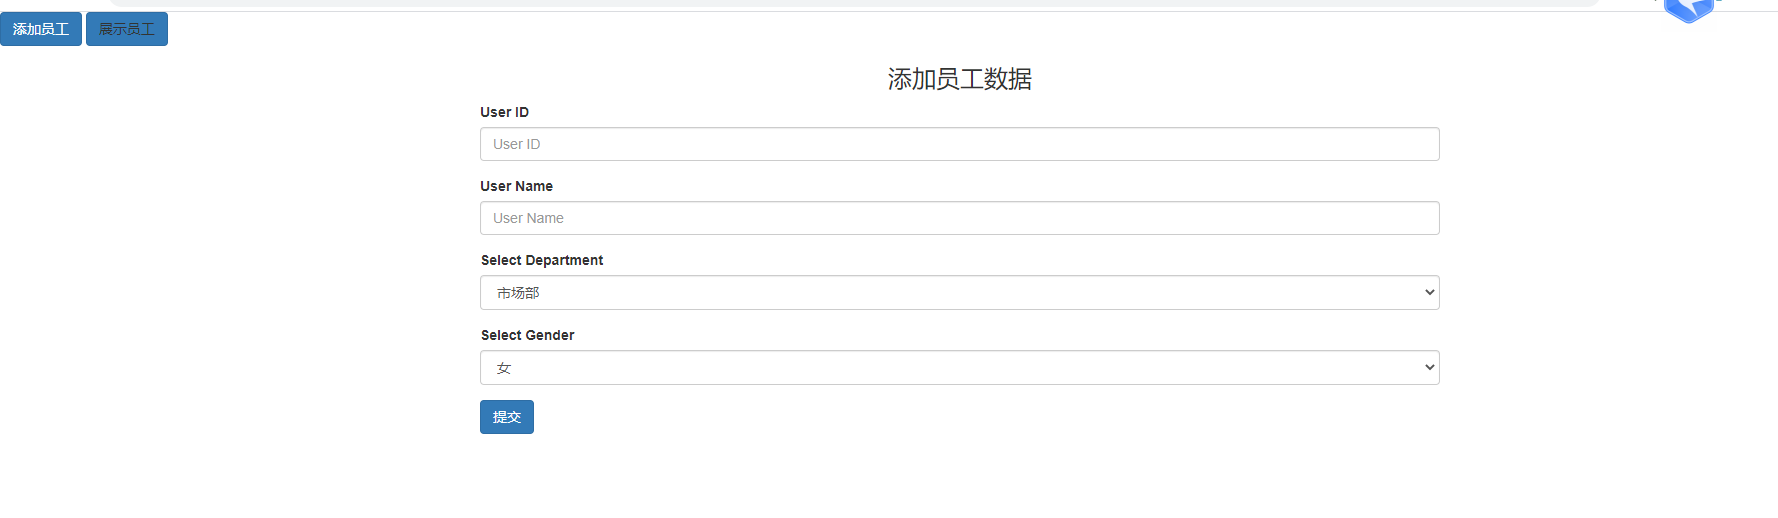 添加员工 展示员工
添加员工数据
User ID
User ID
User Name
User Name
Select Department
市场部
Select Gender
女
提交